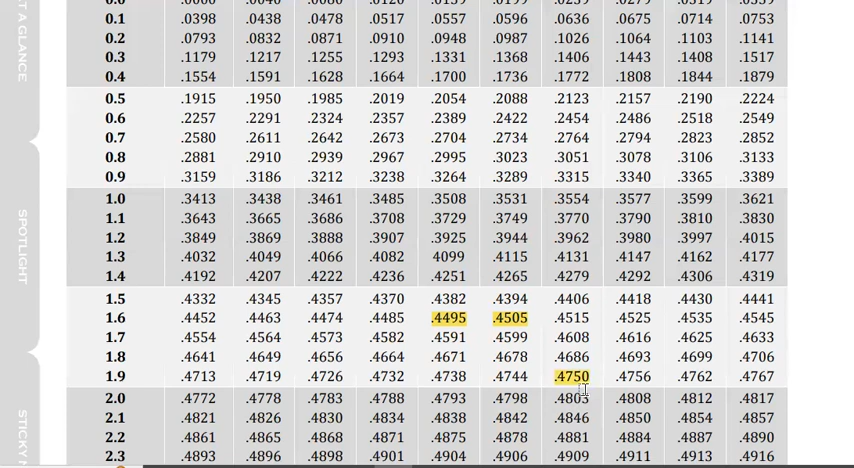 T A GLANCE
SPOTLIGHT
STICKY N
0.1 .0398 .0438 .0478 .0517 .0557 .0596 .0636 .0675 .0714 .0753
0.2 .0793 .0832 .0871 .0910 .0948 .0987 .1026 .1064 .1103 .1141
0.3 .1179 .1217 .1255 .1293 .1331 .1368 .1406 .1443 .1408 .1517
0.4 .1554 .1591 .1628 .1664 .1700 .1736 .1772 .1808 .1844 .1879
0.5 .1915 .1950 .1985 .2019 .2054 .2088 .2123 .2157 .2190 .2224
0.6 .2257 .2291 .2324 .2357 .2389 .2422 .2454 .2486 .2518 .2549
0.7 .2580 .2611 .2642 .2673 .2704 .2734 .2764 .2794 .2823 .2852
0.8 .2881 .2910 .2939 .2967 .2995 .3023 .3051 .3078 .3106 .3133
0.9 .3159 .3186 .3212 .3238 .3264 .3289 .3315 .3340 .3365 .3389
1.0 .3413 .3438 .3461 .3485 .3508 .3531 .3554 .3577 .3599 .3621
1.1 .3643 .3665 .3686 .3708 .3729 .3749 .3770 .3790 .3810 .3830
1.2 .3849 .3869 .3888 .3907 .3925 .3944 .3962 .3980 .3997 .4015
1.3 .4032 .4049 .4066 .4082 4099 .4115 .4131 .4147 .4162 .4177
1.4 .4192 .4207 .4222 .4236 .4251 .4265 .4279 .4292 .4306 .4319
1.5 .4332 .4345 .4357 .4370 .4382 .4394 .4406 .4418 .4430 .4441
1.6 .4452 .4463 .4474 .4485 .4495 .4505 .4515 .4525 .4535 .4545
1.7 .4554 .4564 .4573 .4582 .4591 .4599 .4608 .4616 .4625 .4633
1.8 .4641 .4649 .4656 .4664 .4671 .4678 .4686 .4693 .4699 .4706
1.9 .4713 .4719 .4726 .4732 .4738 .4744 .4750 .4756 .4762 .4767
2.0 .4772 .4778 .4783 .4788 .4793 .4798 .4803 .4808 .4812 .4817
2.1 .4821 .4826 .4830 .4834 .4838 .4842 .4846 .4850 .4854 .4857
2.2 .4861 .4865 .4868 .4871 .4875 .4878 .4881 .4884 .4887 .4890
2.3 .4893 .4896 .4898 .4901 .4904 .4906 .4909 .4911 .4913 .4916